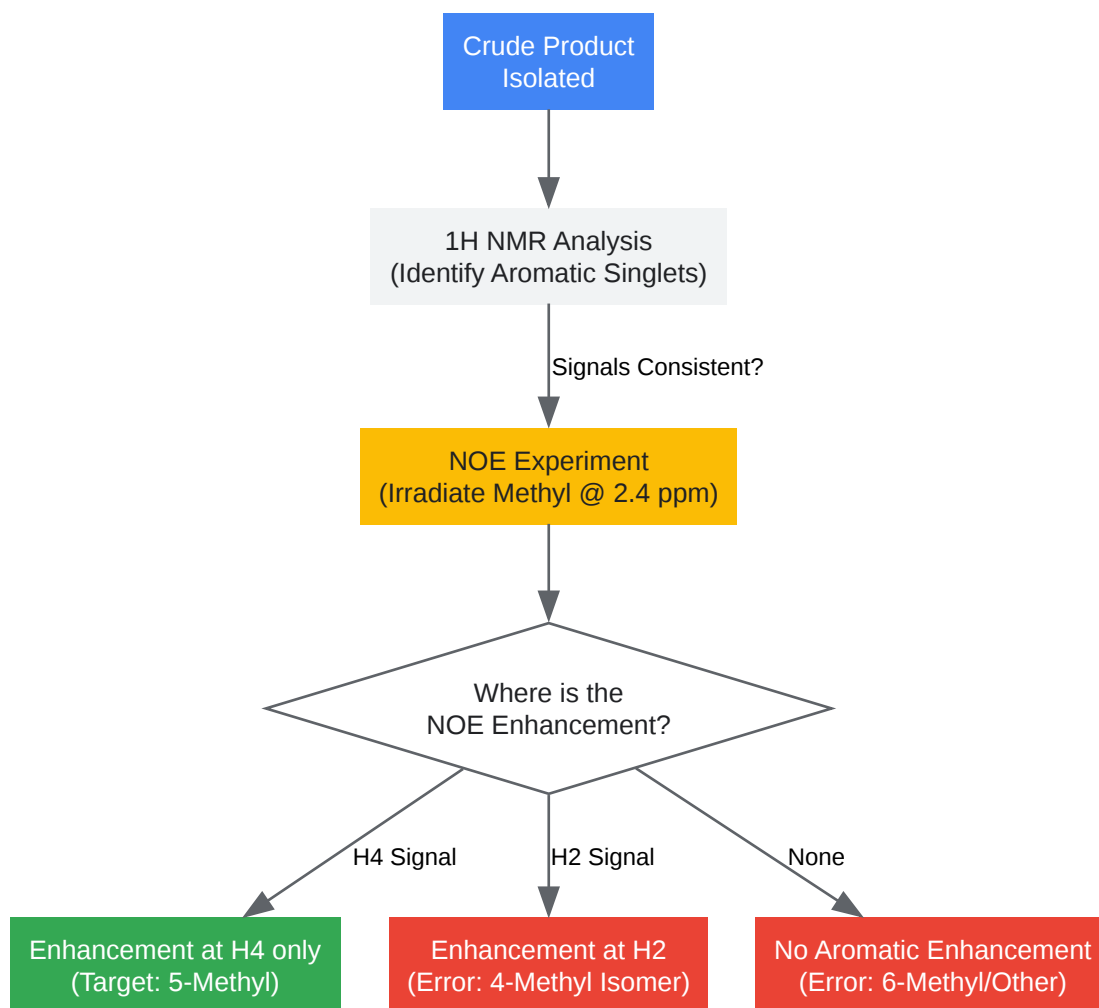 Crude Product
Isolated
1H NMR Analysis
(Identify Aromatic Singlets)
Signals Consistent?
NOE Experiment
(Irradiate Methyl @ 2.4 ppm)
Where is the
NOE Enhancement?
H4 Signal
H2 Signal
None
Enhancement at H4 only
(Target: 5-Methyl)
Enhancement at H2
(Error: 4-Methyl Isomer)
No Aromatic Enhancement
(Error: 6-Methyl/Other)